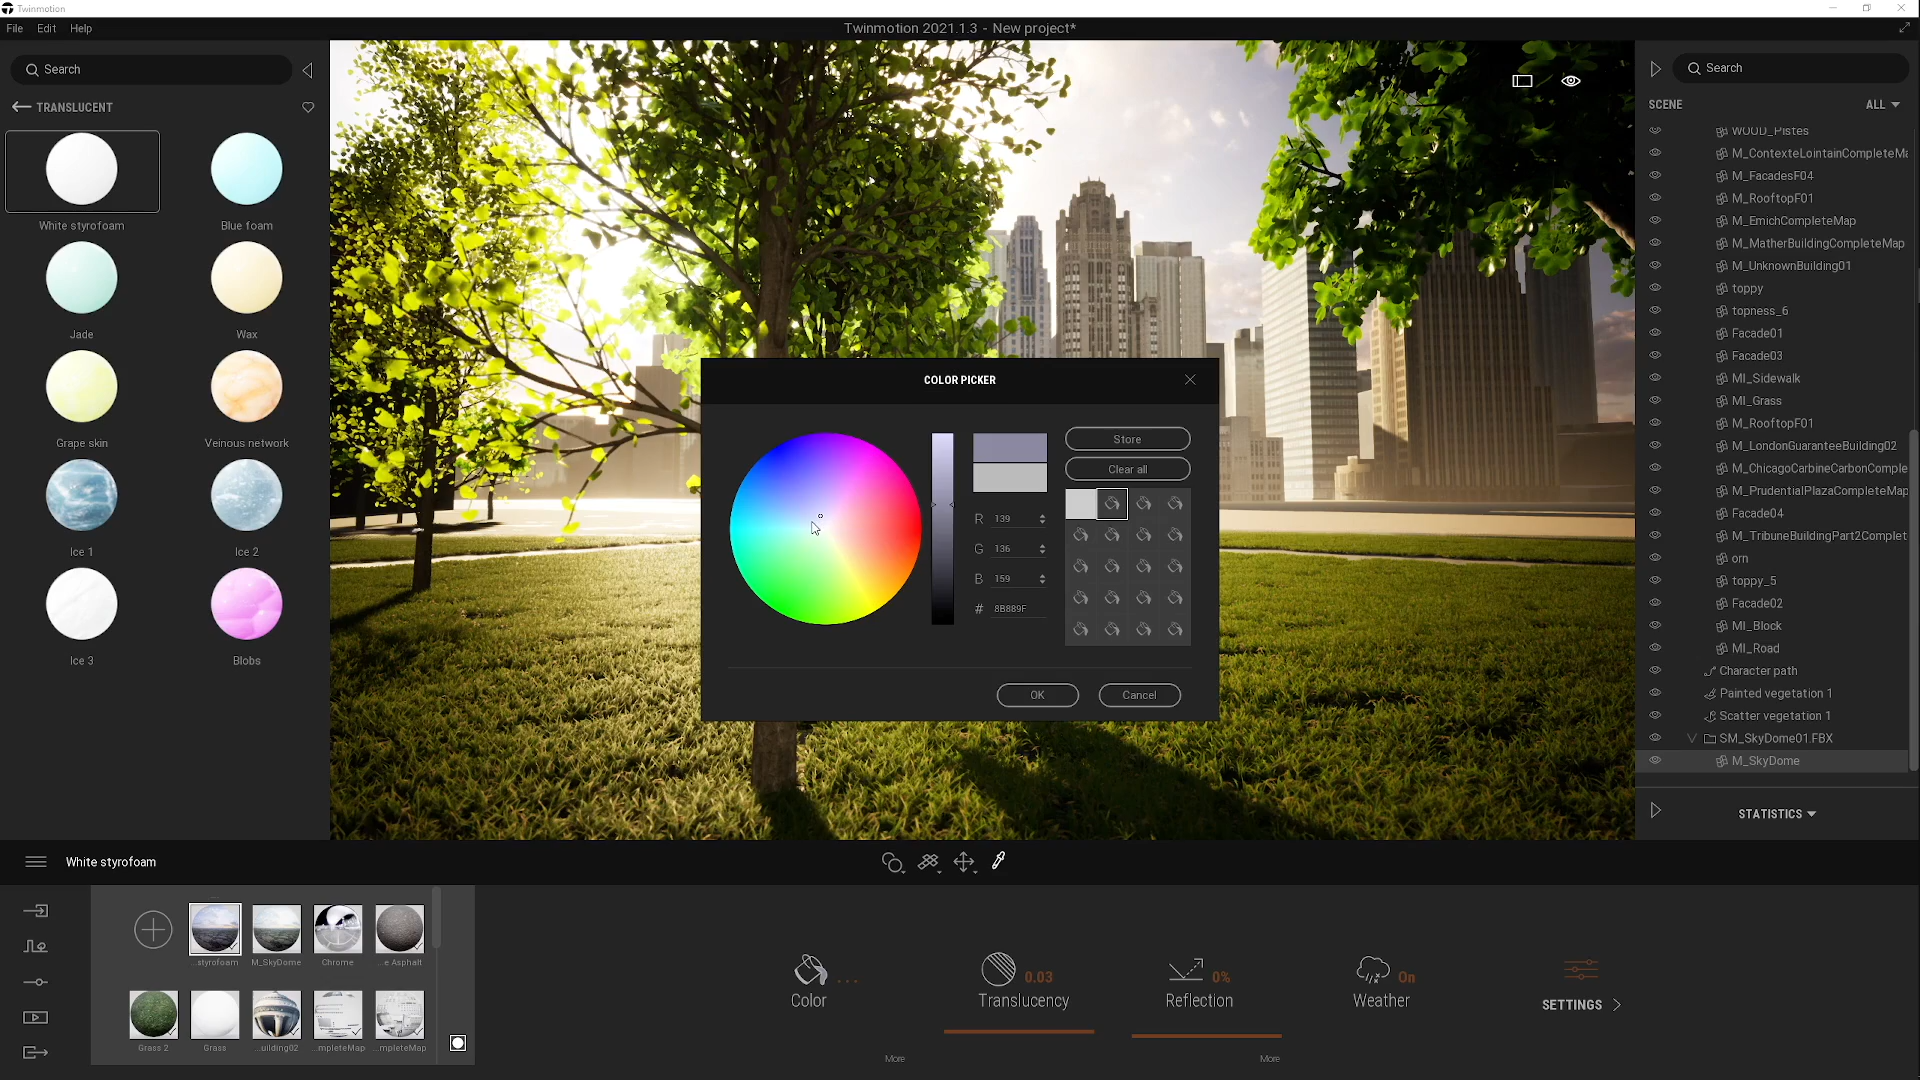 Twinmotion
File Edit Help
Twinmotion 2021.1.3 - New project*
Search
TRANSLUCENT
White styrofoam
Blue foam
Jade
Wax
Grape skin
Veinous network
Ice 1
Ice 2
Ice 3
Blobs
COLOR PICKER
Store
Clear all
R 139
G 136
B 159
# 8B889F
OK
Cancel
Search
SCENE
ALL
WOOD_Pistes
M_ContexteLointainCompleteMa
M_FacadesF04
M_RooftopF01
M_EmichCompleteMap
M_MatherBuildingCompleteMap
M_UnknownBuilding01
toppy
topness_6
Facade01
Facade03
MI_Sidewalk
MI_Grass
M_RooftopF01
M_LondonGuaranteeBuilding02
M_ChicagoCarbineCarbonComple
M_PrudentialPlazaCompleteMap
Facade04
M_TribuneBuildingPart2Complet
orn
toppy_5
Facade02
MI_Block
MI_Road
Character path
Painted vegetation 1
Scatter vegetation 1
SM_SkyDome01.FBX
M_SkyDome
STATISTICS
White styrofoam
...styrofoam
M_SkyDome
Chrome
...e Asphalt
Grass 2
Grass
...uilding02
...mpleteMap
...mpleteMap
Color
...
More
0.03
Translucency
0%
Reflection
More
On
Weather
SETTINGS